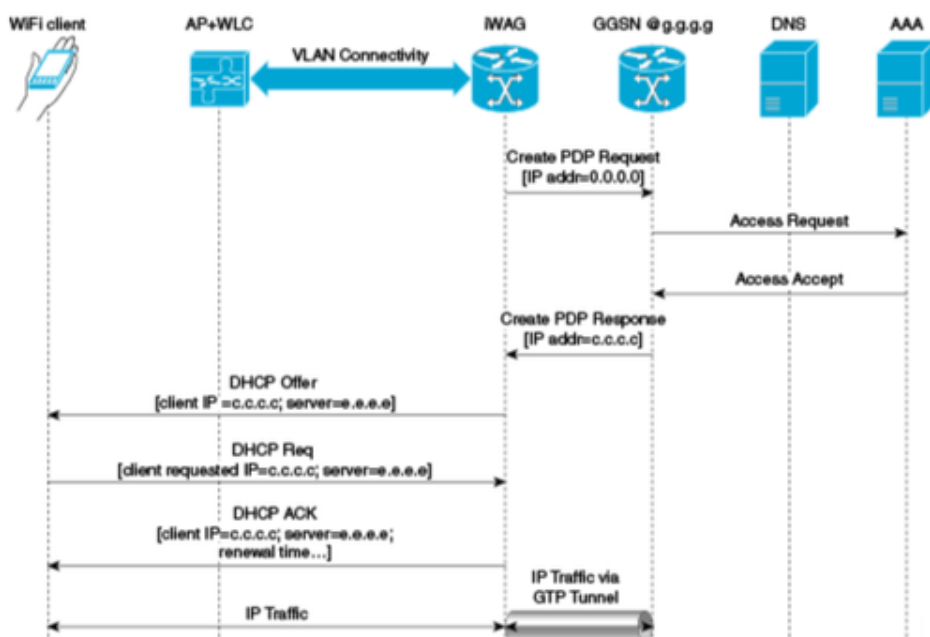 WiFi client
AP+WLC
iWAG
GGSN @g.g.g.g
DNS
AAA
VLAN Connectivity
Create PDP Request
[IP addr=0.0.0.0]
Access Request
Access Accept
Create PDP Response
[IP addr=c.c.c.c]
DHCP Offer
[client IP =c.c.c.c; server=e.e.e.e]
DHCP Req
[client requested IP=c.c.c.c; server=e.e.e.e]
DHCP ACK
[client IP=c.c.c.c; server=e.e.e.e;
renewal time...]
IP Traffic via
GTP Tunnel
IP Traffic